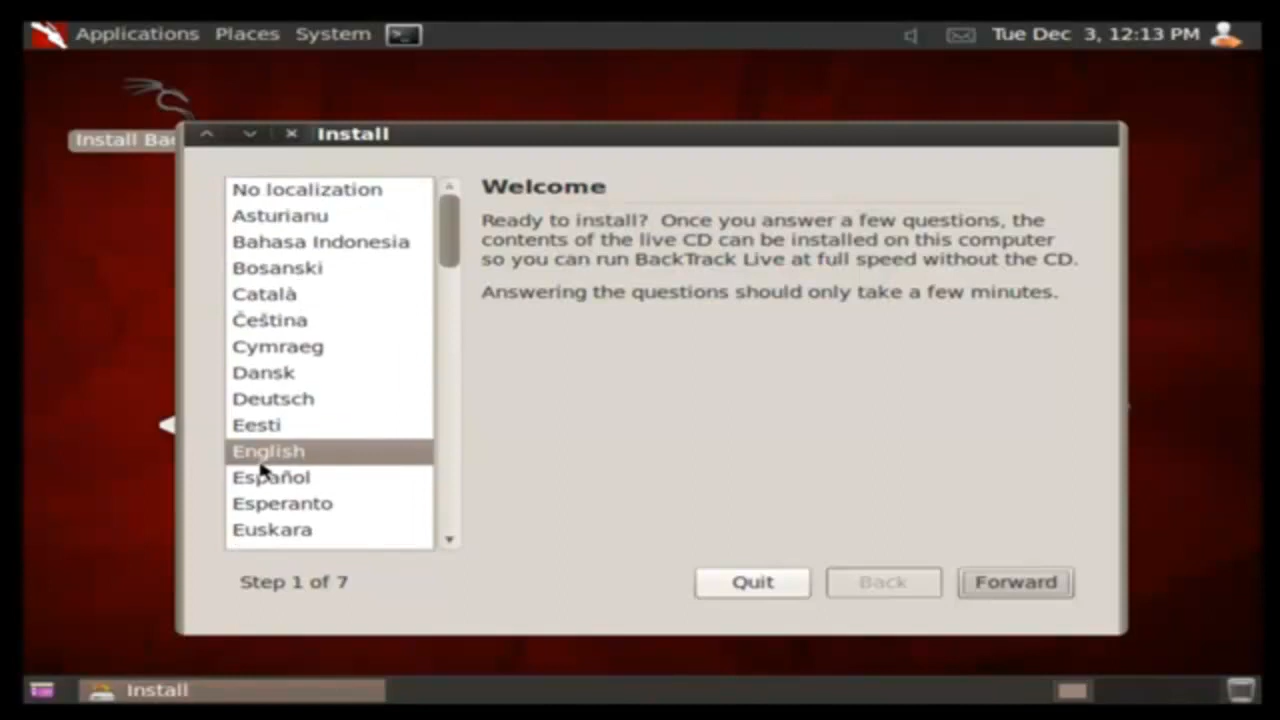 Applications Places System
Tue Dec 3, 12:13 PM
Install Bac
Install
No localization
Asturianu
Bahasa Indonesia
Bosanski
Català
Čeština
Cymraeg
Dansk
Deutsch
Eesti
English
Español
Esperanto
Euskara
Welcome
Ready to install? Once you answer a few questions, the
contents of the live CD can be installed on this computer
so you can run BackTrack Live at full speed without the CD.
Answering the questions should only take a few minutes.
Step 1 of 7
Quit
Back
Forward
Install